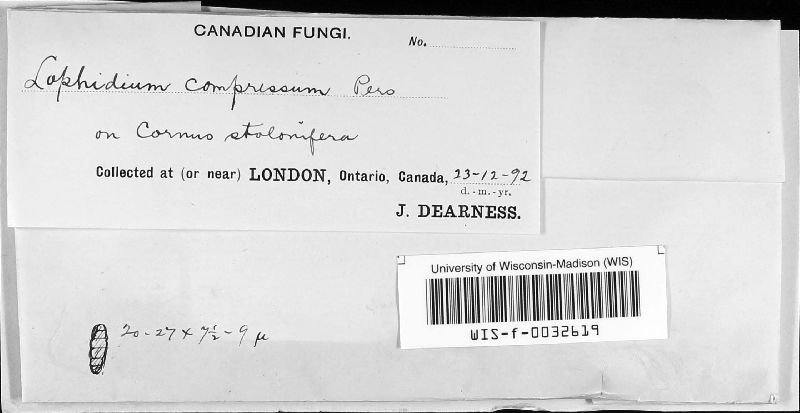 CANADIAN FUNGI.
No.
Lophidium compressum Pers
on Cornus stolonifera
Collected at (or near) LONDON, Ontario, Canada, 23-12-92
d. - m. - yr.
J. DEARNESS.
University of Wisconsin-Madison (WIS)
WIS-f-0032619
20-27 x 7½-9 µ